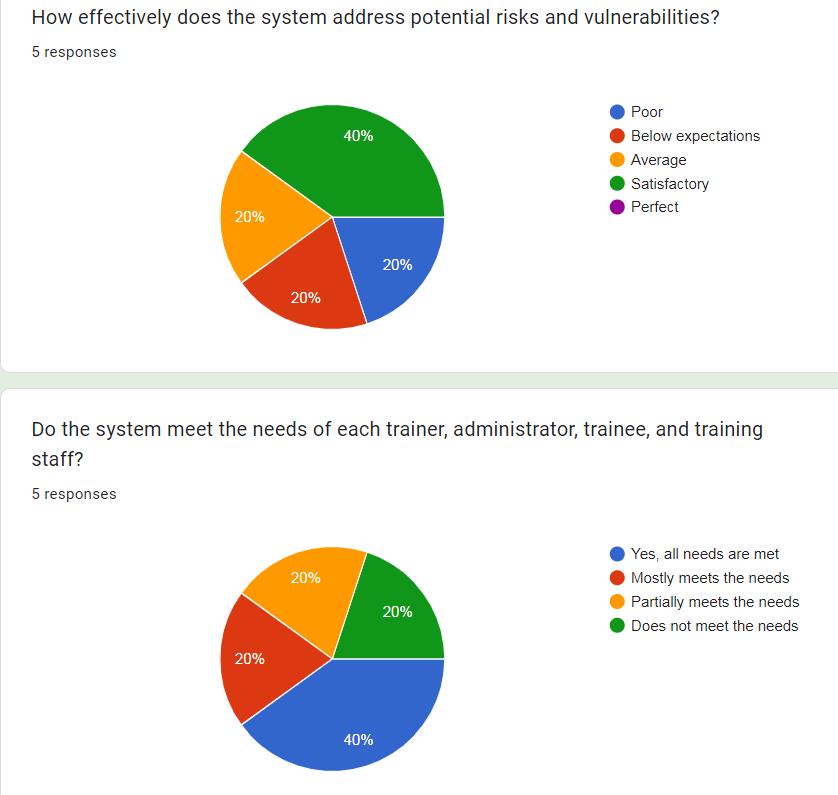 How effectively does the system address potential risks and vulnerabilities?
5 responses
40%
20%
20%
20%
Poor
Below expectations
Average
Satisfactory
Perfect
Do the system meet the needs of each trainer, administrator, trainee, and training
staff?
5 responses
20%
20%
20%
40%
Yes, all needs are met
Mostly meets the needs
Partially meets the needs
Does not meet the needs